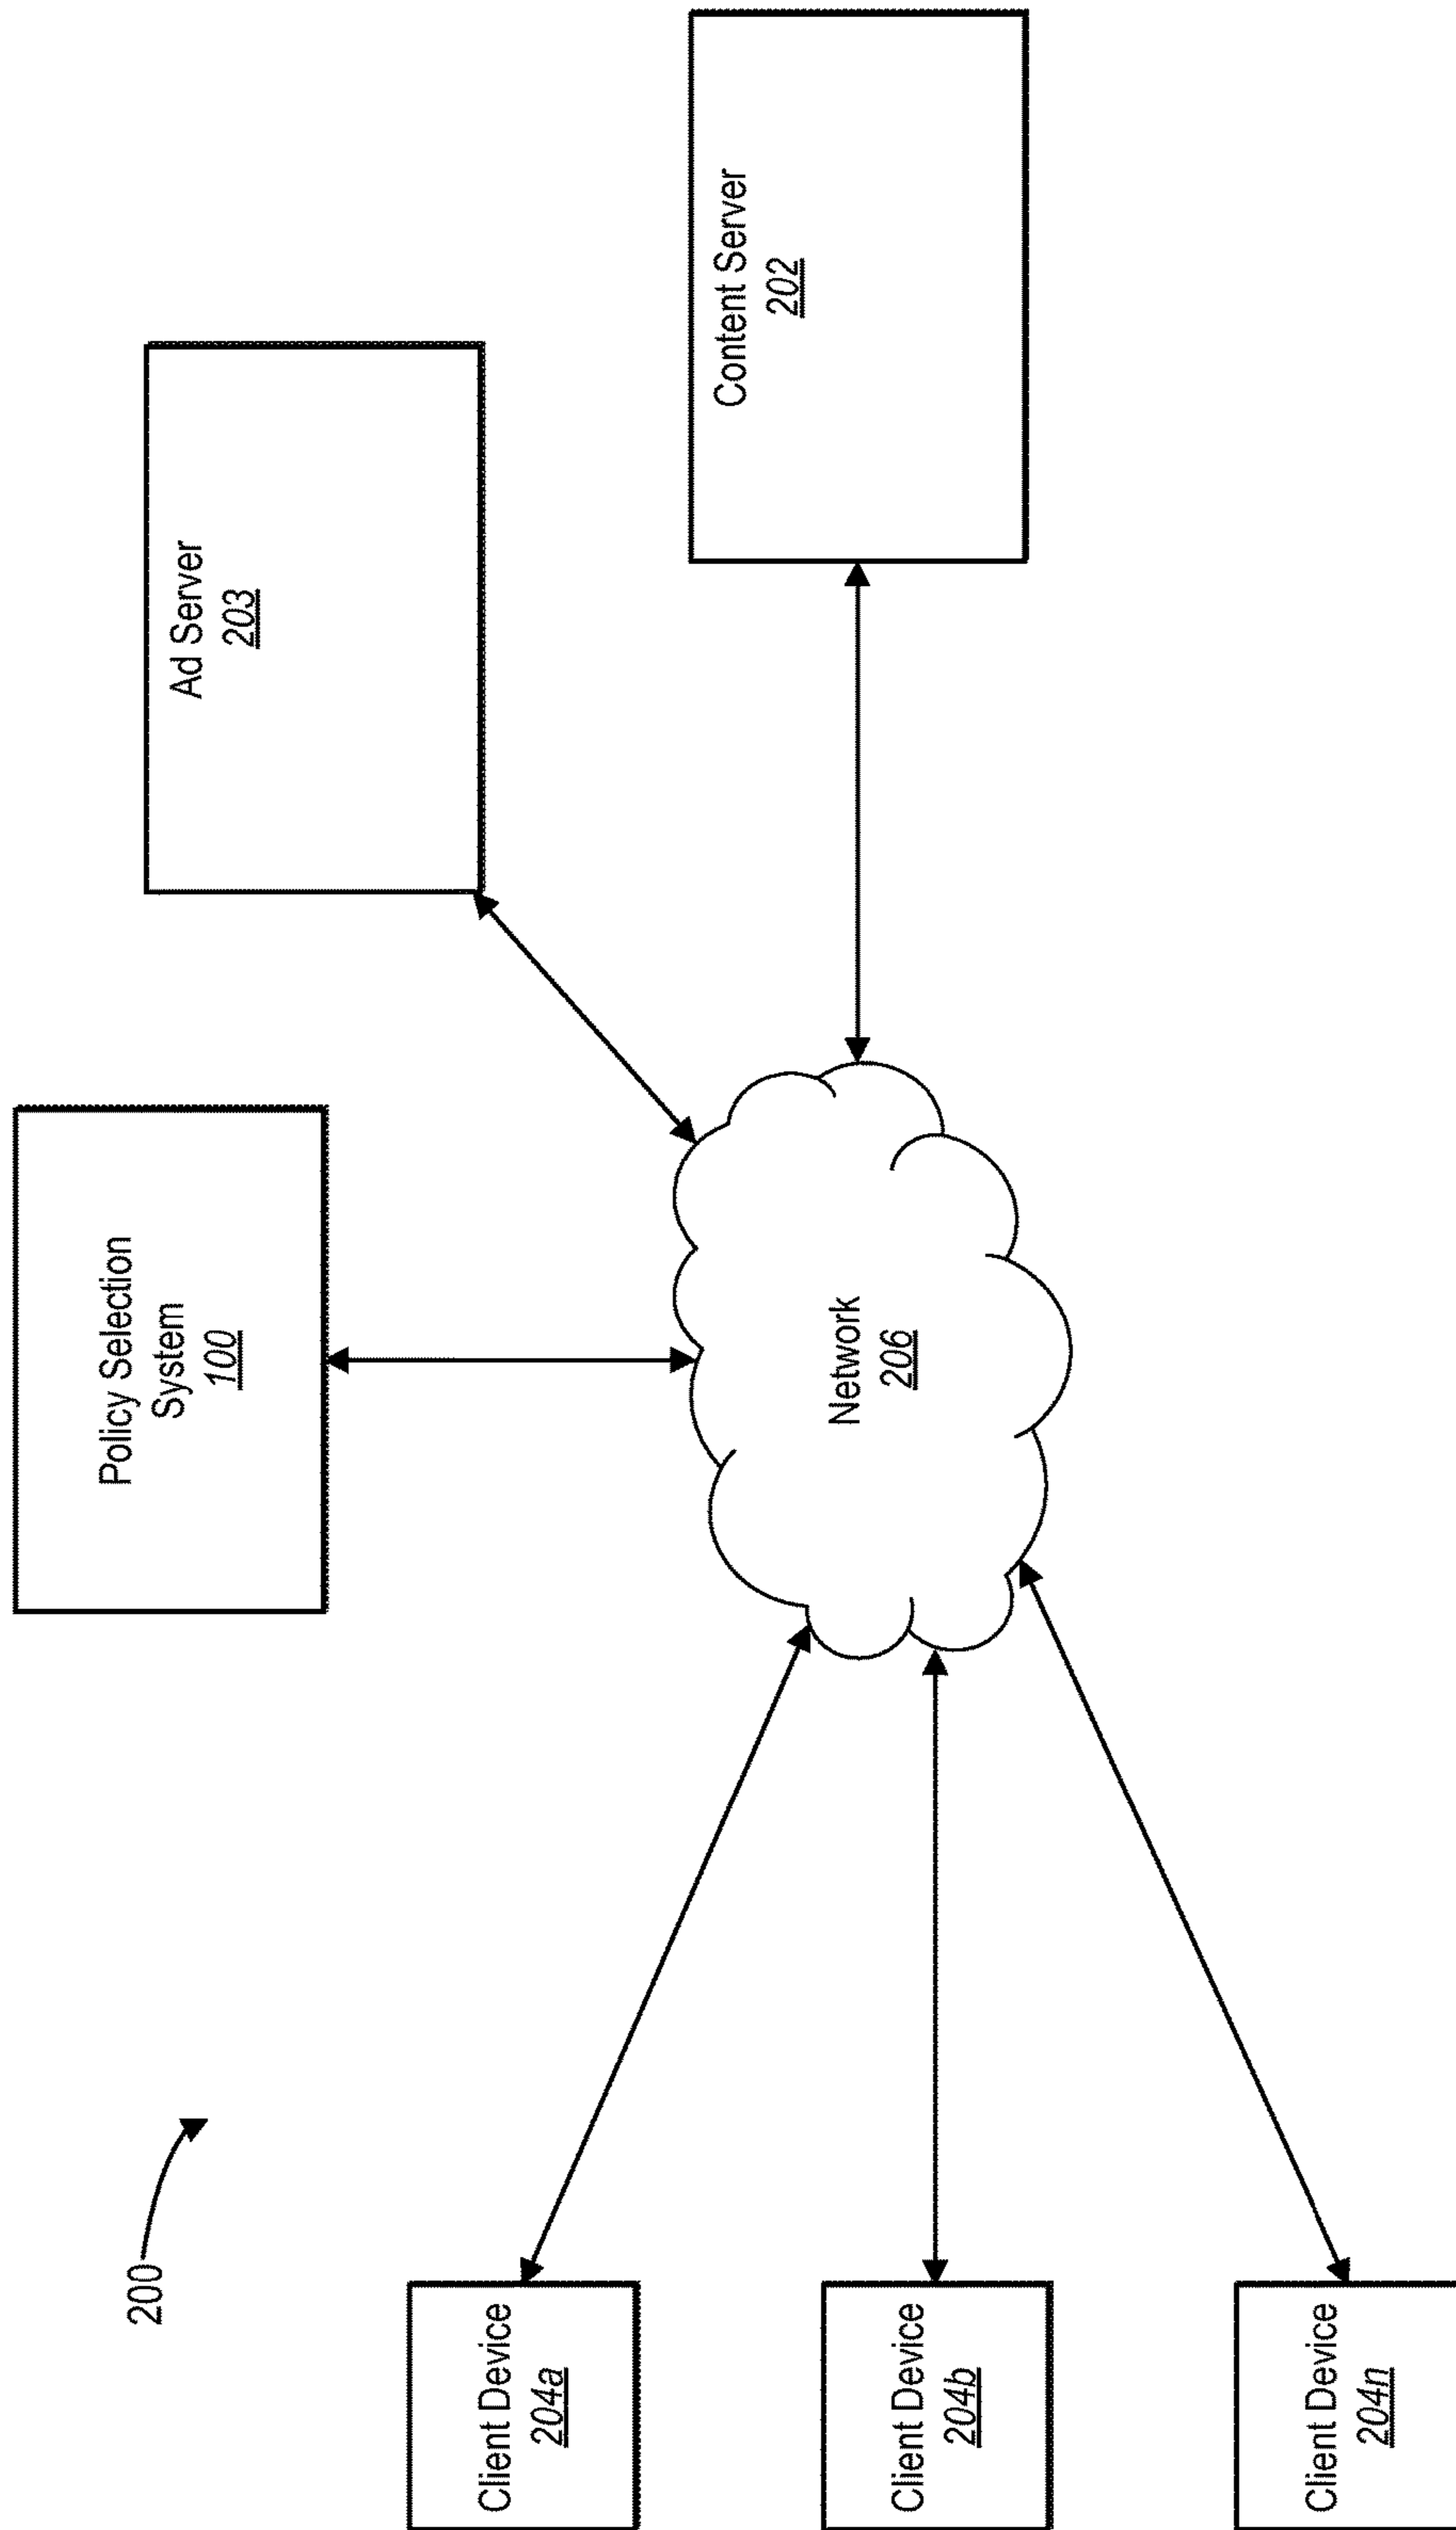 200
Policy Selection
System
100
Ad Server
203
Client Device
204a
Client Device
204b
Client Device
204n
Network
206
Content Server
202